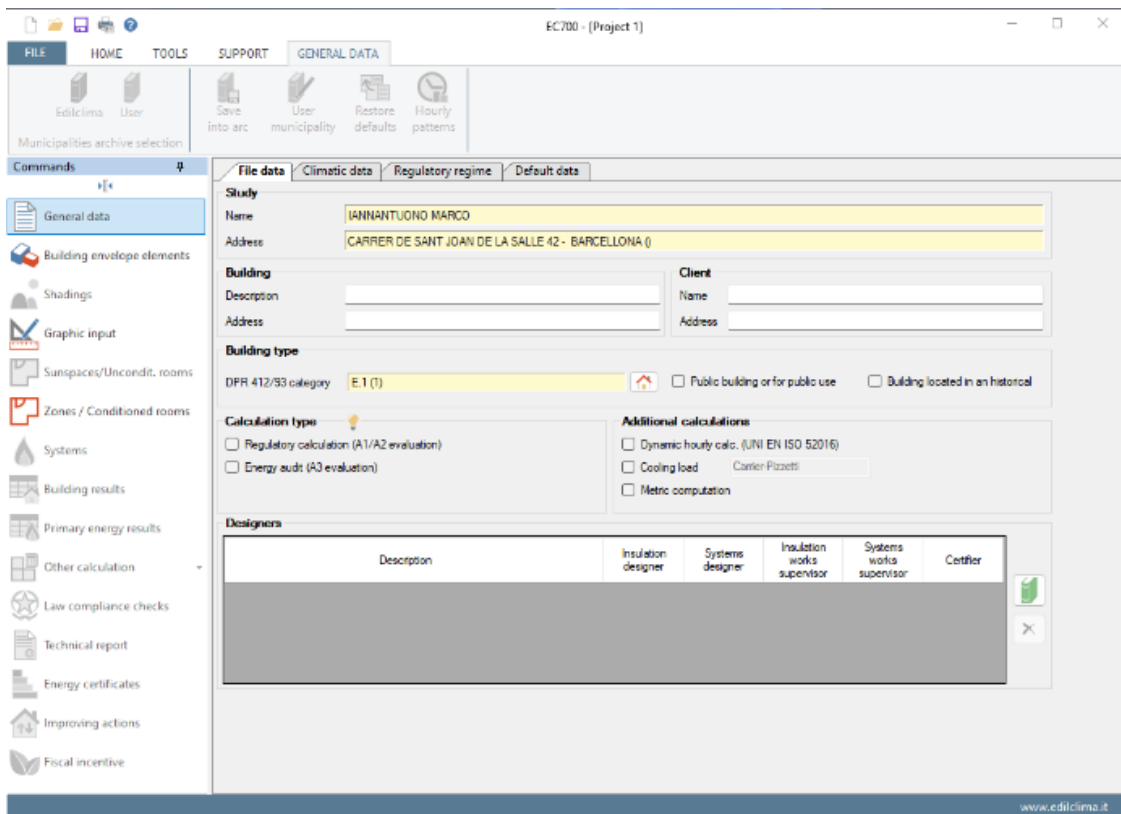 EC700 - [Project 1]
FILE HOME TOOLS SUPPORT GENERAL DATA
Edilclima User
Municipalities archive selection
Save into arc
User municipality
Restore defaults
Hourly patterns
Commands
General data
Building envelope elements
Shadings
Graphic input
Sunspaces/Uncondit. rooms
Zones / Conditioned rooms
Systems
Building results
Primary energy results
Other calculation
Law compliance checks
Technical report
Energy certificates
Improving actions
Fiscal incentive
File data Climatic data Regulatory regime Default data
Study
Name IANNANTUONO MARCO
Address CARRER DE SANT JOAN DE LA SALLE 42 - BARCELLONA ()
Building
Description
Address
Client
Name
Address
Building type
DPR 412/93 category E.1 (1) Public building or for public use Building located in an historical
Calculation type
Regulatory calculation (A1/A2 evaluation)
Energy audit (A3 evaluation)
Additional calculations
Dynamic hourly calc. (UNI EN ISO 52016)
Cooling load Carrier-Pizzetti
Metric computation
Designers
Description
Insulation designer
Systems designer
Insulation works supervisor
Systems works supervisor
Certifier
www.edilclima.it